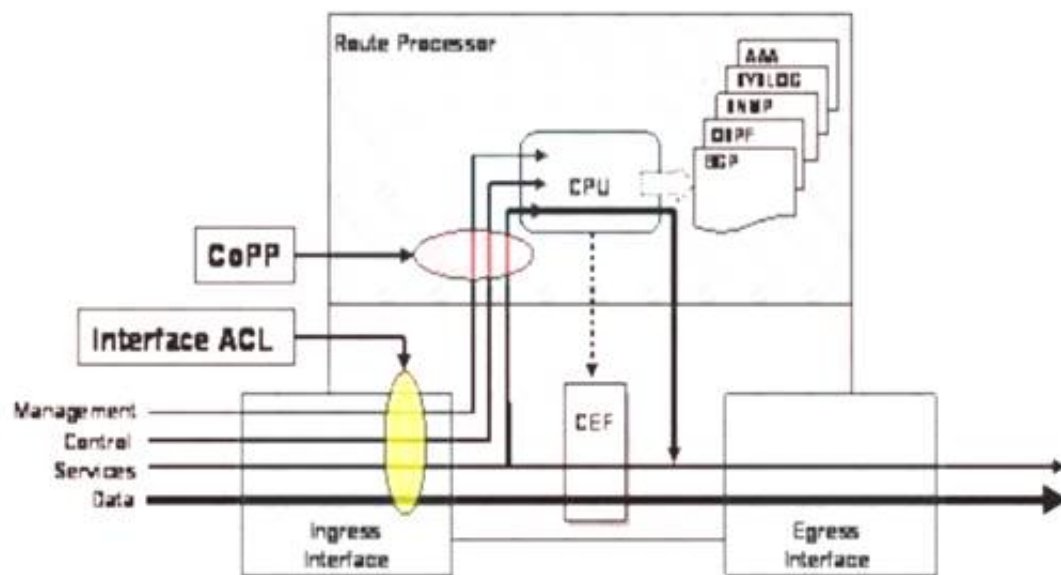 Route Processor
AAA
SYSLOG
SNMP
OSPF
BGP
CPU
CoPP
Interface ACL
Management
Control
Services
Data
CEF
Ingress
Interface
Egress
Interface